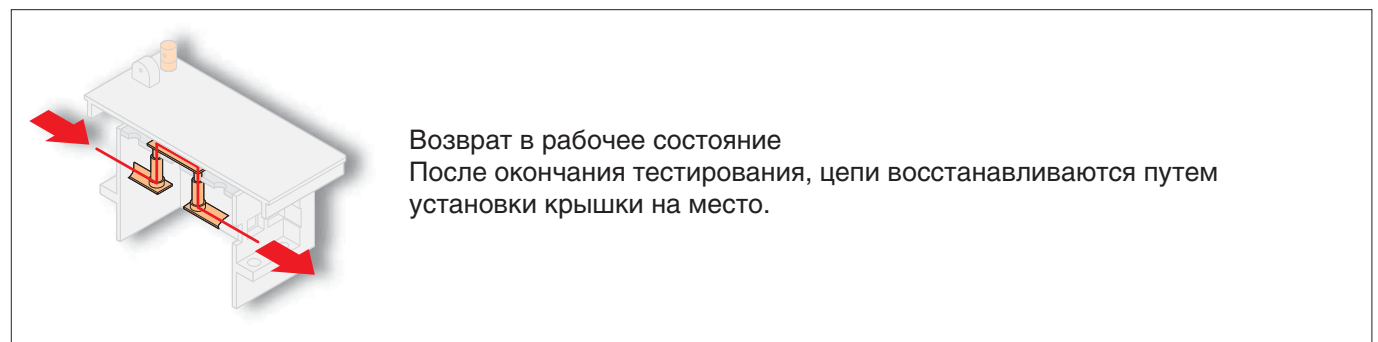 Возврат в рабочее состояние
После окончания тестирования, цепи восстанавливаются путем
установки крышки на место.